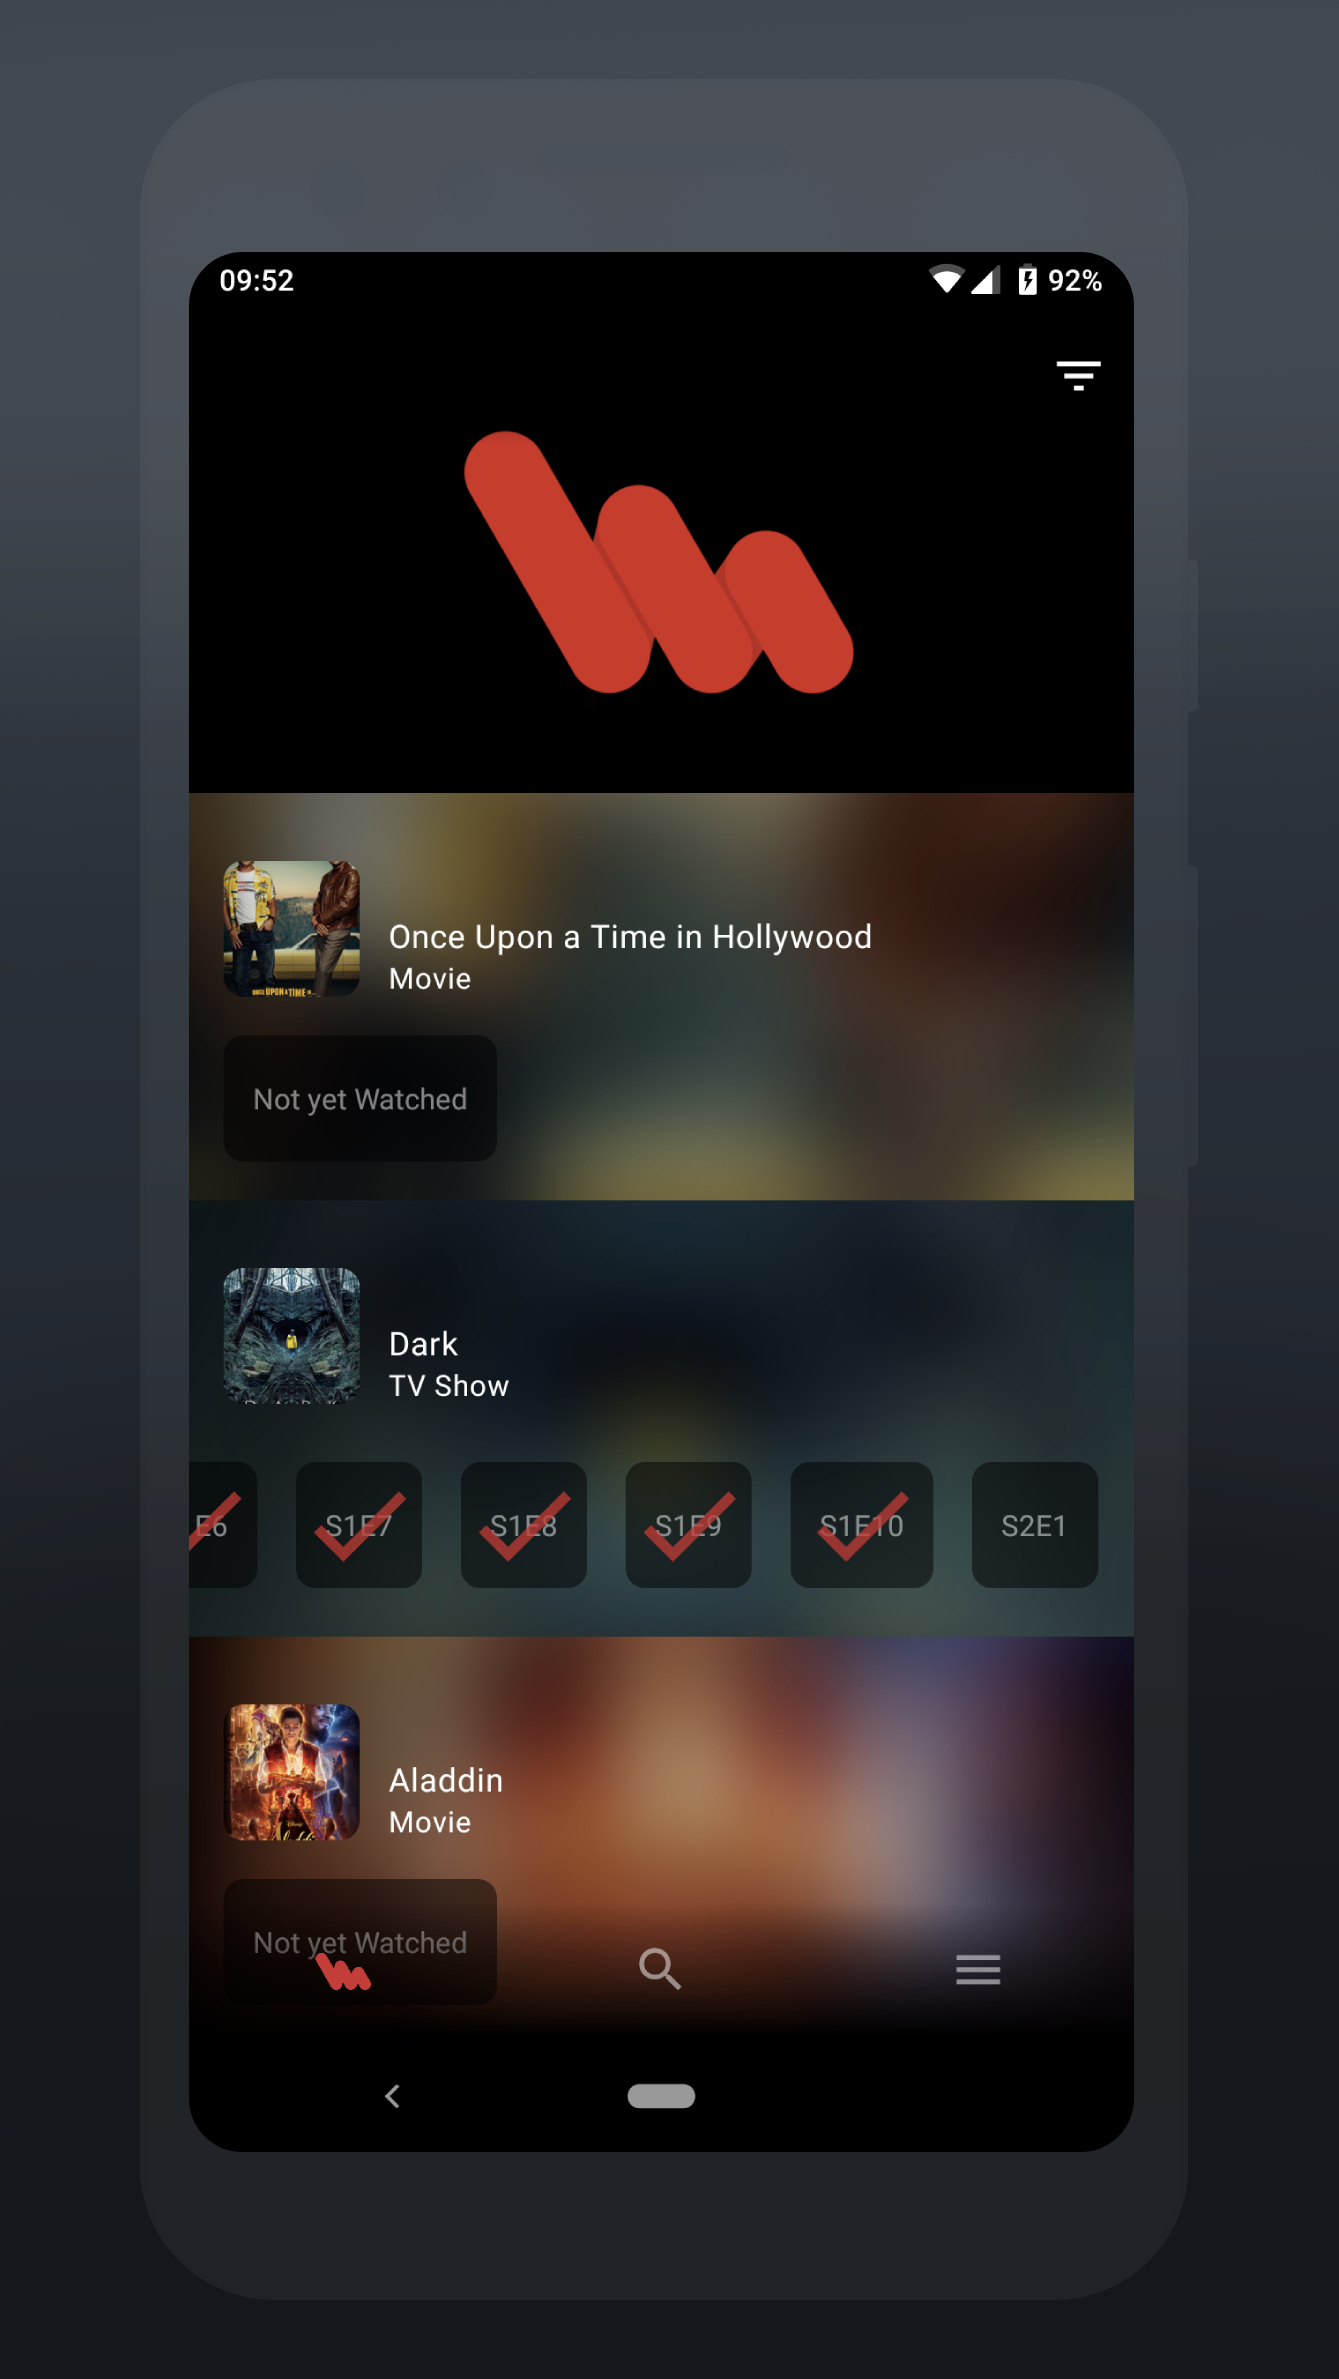 09:52
92%
Once Upon a Time in Hollywood
Movie
ONCE UPON A TIME IN...
Not yet Watched
Dark
TV Show
E6
S1E7
S1E8
S1E9
S1E10
S2E1
Aladdin
Movie
Not yet Watched